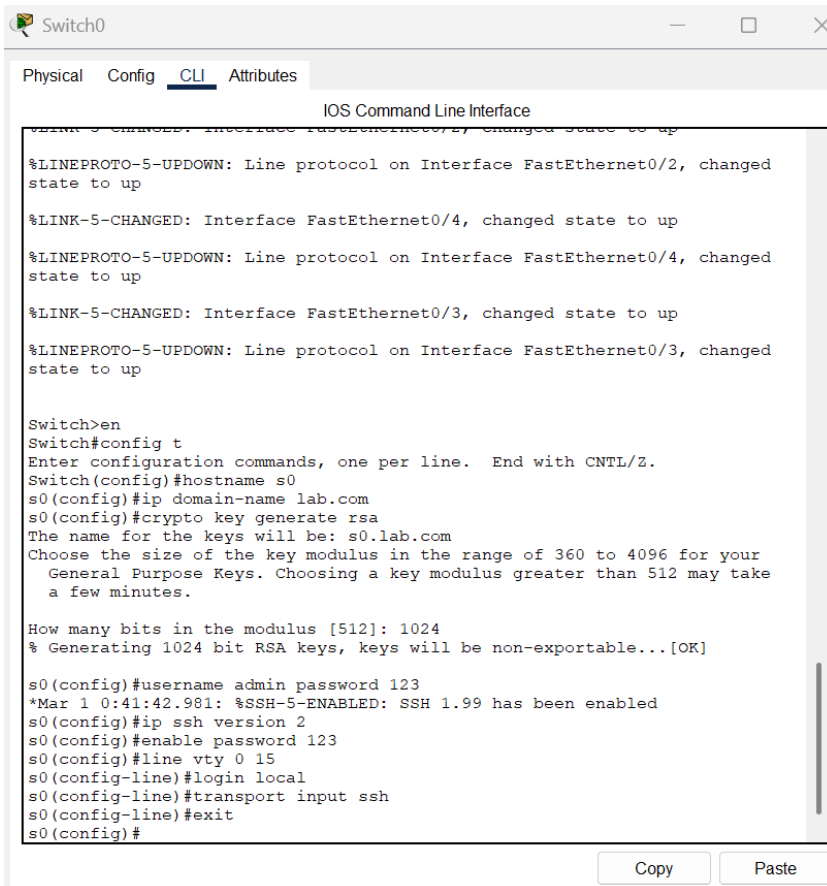 Switch0
Physical Config CLI Attributes
IOS Command Line Interface
%LINK-5-CHANGED: Interface FastEthernet0/2, changed state to up
%LINEPROTO-5-UPDOWN: Line protocol on Interface FastEthernet0/2, changed
state to up
%LINK-5-CHANGED: Interface FastEthernet0/4, changed state to up
%LINEPROTO-5-UPDOWN: Line protocol on Interface FastEthernet0/4, changed
state to up
%LINK-5-CHANGED: Interface FastEthernet0/3, changed state to up
%LINEPROTO-5-UPDOWN: Line protocol on Interface FastEthernet0/3, changed
state to up
Switch>en
Switch#config t
Enter configuration commands, one per line.  End with CNTL/Z.
Switch(config)#hostname s0
s0(config)#ip domain-name lab.com
s0(config)#crypto key generate rsa
The name for the keys will be: s0.lab.com
Choose the size of the key modulus in the range of 360 to 4096 for your
General Purpose Keys. Choosing a key modulus greater than 512 may take
a few minutes.
How many bits in the modulus [512]: 1024
% Generating 1024 bit RSA keys, keys will be non-exportable...[OK]
s0(config)#username admin password 123
*Mar 1 0:41:42.981: %SSH-5-ENABLED: SSH 1.99 has been enabled
s0(config)#ip ssh version 2
s0(config)#enable password 123
s0(config)#line vty 0 15
s0(config-line)#login local
s0(config-line)#transport input ssh
s0(config-line)#exit
s0(config)#
Copy Paste